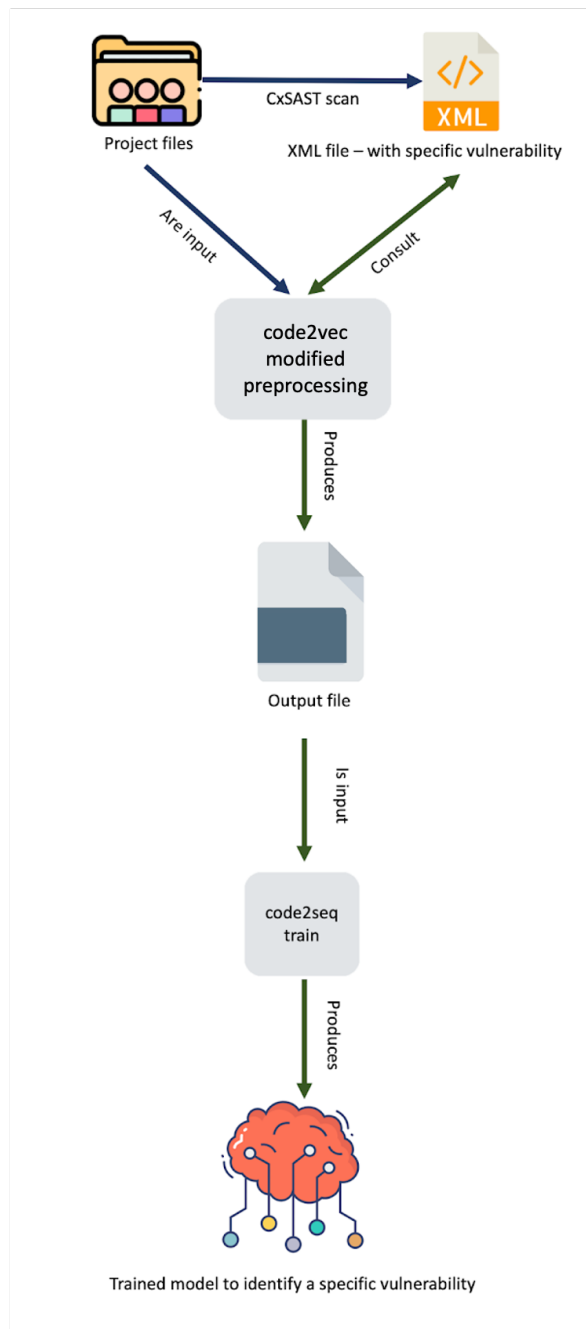 CxSAST scan
</>
XML
Project files
XML file – with specific vulnerability
Are input
Consult
code2vec
modified
preprocessing
Produces
Output file
Is input
code2seq
train
Produces
Trained model to identify a specific vulnerability